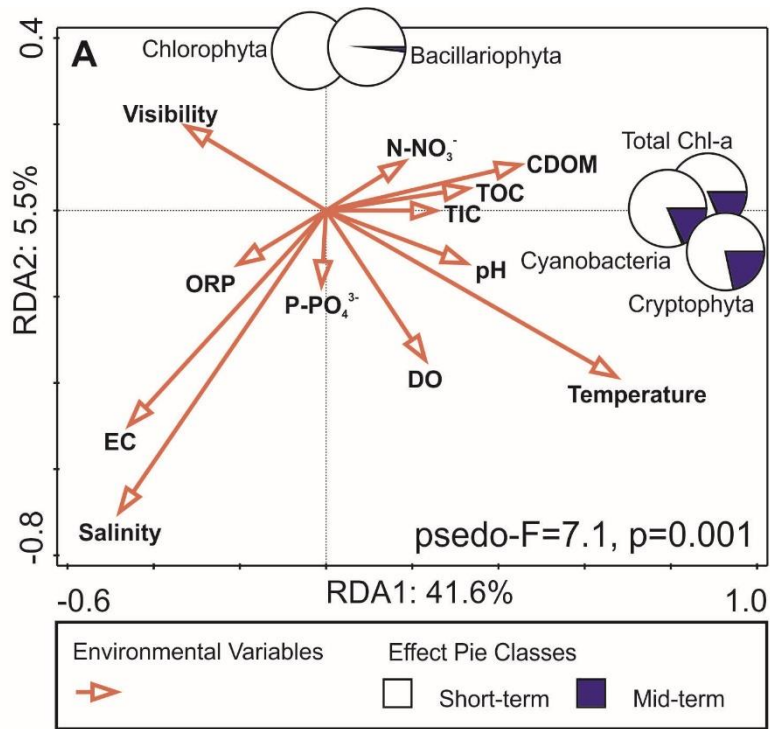 0.4
A
Chlorophyta
Bacillariophyta
Visibility
N-NO₃⁻
CDOM
Total Chl-a
TOC
TIC
Cyanobacteria
pH
ORP
P-PO₄³⁻
Cryptophyta
DO
Temperature
EC
Salinity
psedo-F=7.1, p=0.001
RDA2: 5.5%
-0.8
-0.6
RDA1: 41.6%
1.0
Environmental Variables
Effect Pie Classes
Short-term
Mid-term